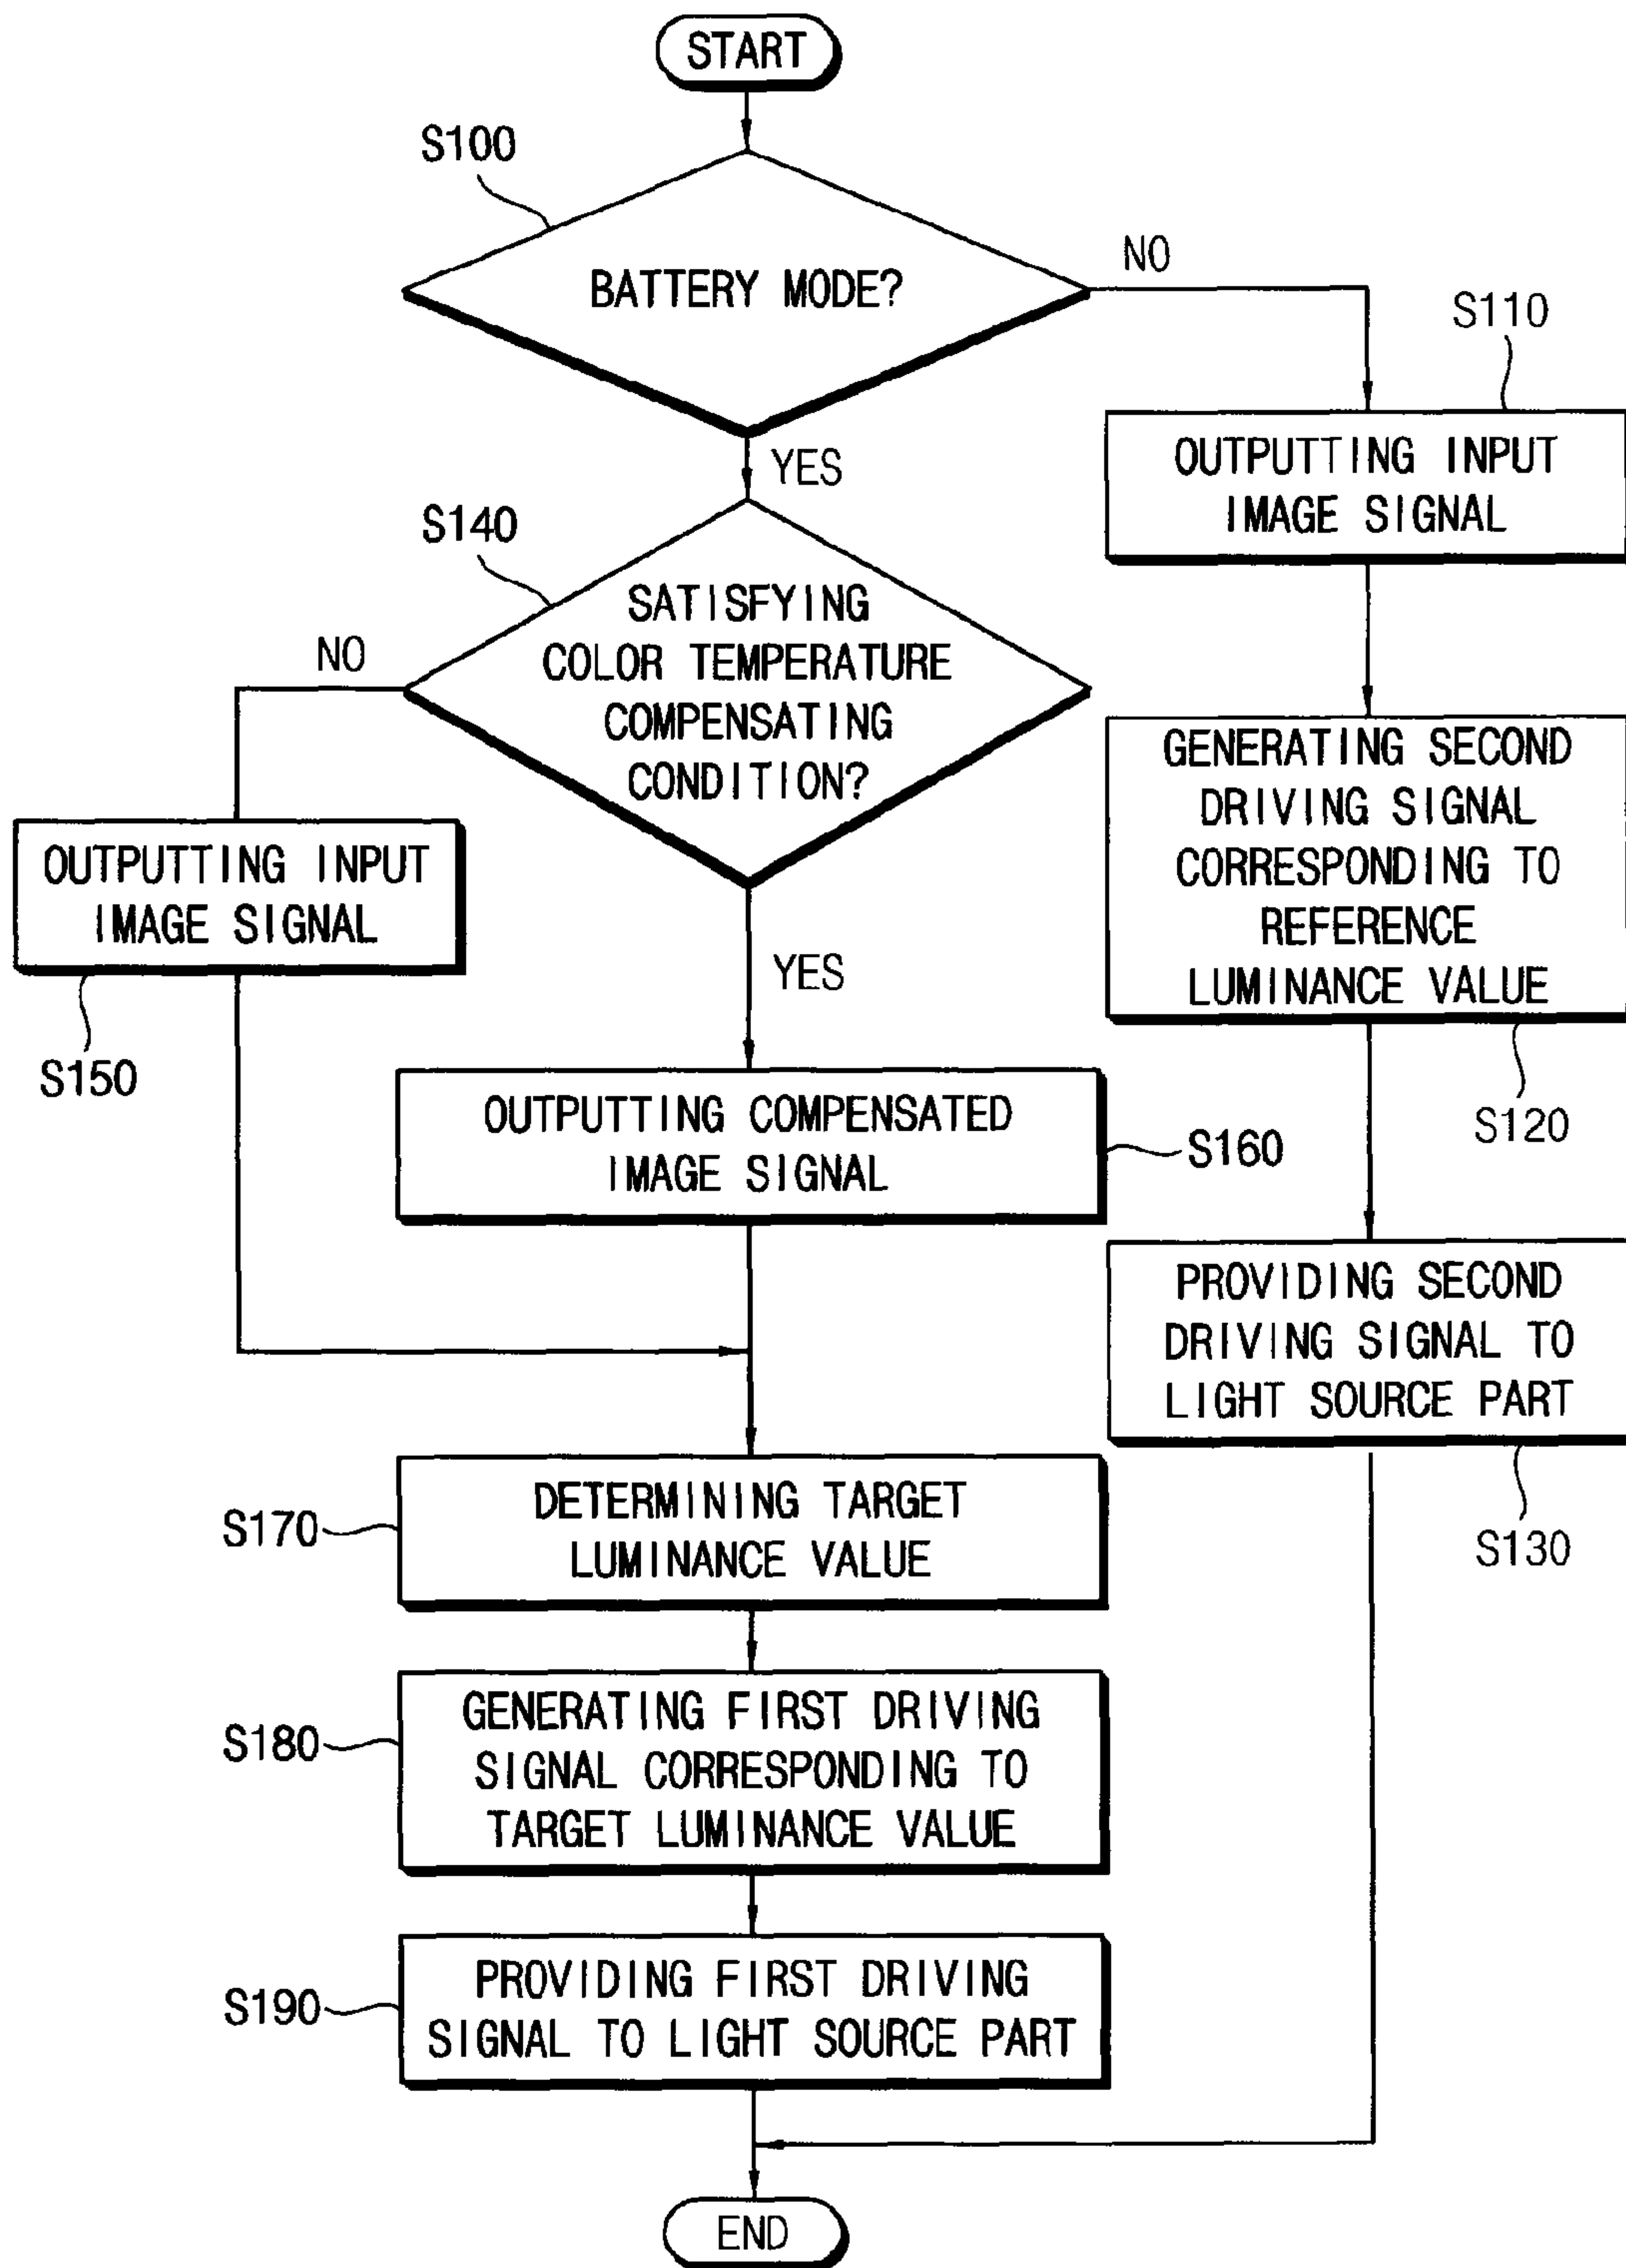 START
S100
BATTERY MODE?
NO
S110
OUTPUTTING INPUT
IMAGE SIGNAL
YES
S140
SATISFYING
COLOR TEMPERATURE
COMPENSATING
CONDITION?
NO
GENERATING SECOND
DRIVING SIGNAL
CORRESPONDING TO
REFERENCE
LUMINANCE VALUE
S120
OUTPUTTING INPUT
IMAGE SIGNAL
S150
YES
OUTPUTTING COMPENSATED
IMAGE SIGNAL
S160
PROVIDING SECOND
DRIVING SIGNAL TO
LIGHT SOURCE PART
S130
S170
DETERMINING TARGET
LUMINANCE VALUE
S180
GENERATING FIRST DRIVING
SIGNAL CORRESPONDING TO
TARGET LUMINANCE VALUE
S190
PROVIDING FIRST DRIVING
SIGNAL TO LIGHT SOURCE PART
END